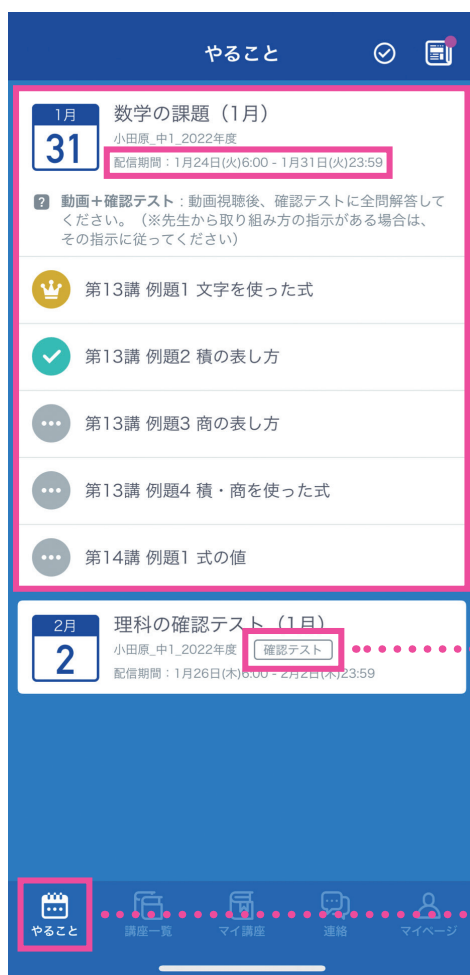 やること
1月
31
数学の課題（1月）
小田原_中1_2022年度
配信期間：1月24日(火)6:00 - 1月31日(火)23:59
? 動画＋確認テスト：動画視聴後、確認テストに全問解答して
ください。（※先生から取り組み方の指示がある場合は、
その指示に従ってください）
第13講 例題1 文字を使った式
第13講 例題2 積の表し方
第13講 例題3 商の表し方
第13講 例題4 積・商を使った式
第14講 例題1 式の値
2月
2
理科の確認テスト（1月）
小田原_中1_2022年度 確認テスト
配信期間：1月26日(木)6:00 - 2月2日(木)23:59
やること 講座一覧 マイ講座 連絡 マイページ